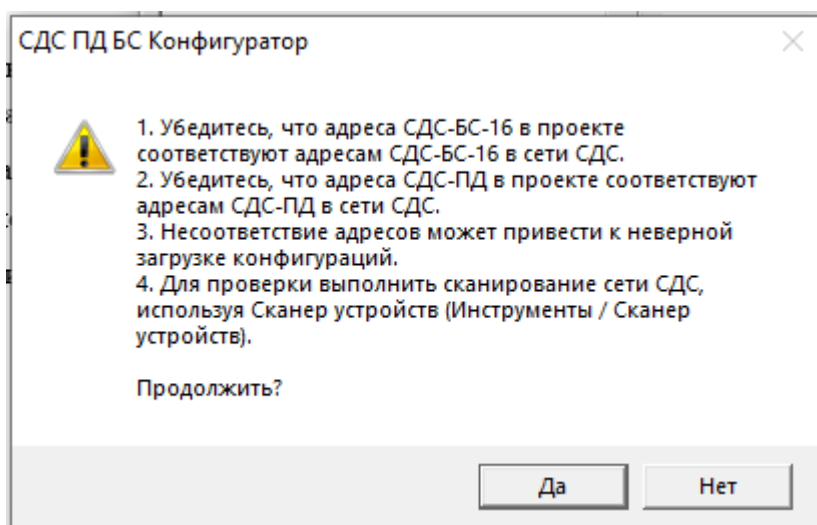 СДС ПД БС Конфигуратор
1. Убедитесь, что адреса СДС-БС-16 в проекте
соответствуют адресам СДС-БС-16 в сети СДС.
2. Убедитесь, что адреса СДС-ПД в проекте соответствуют
адресам СДС-ПД в сети СДС.
3. Несоответствие адресов может привести к неверной
загрузке конфигураций.
4. Для проверки выполнить сканирование сети СДС,
используя Сканер устройств (Инструменты / Сканер
устройств).
Продолжить?
Да
Нет